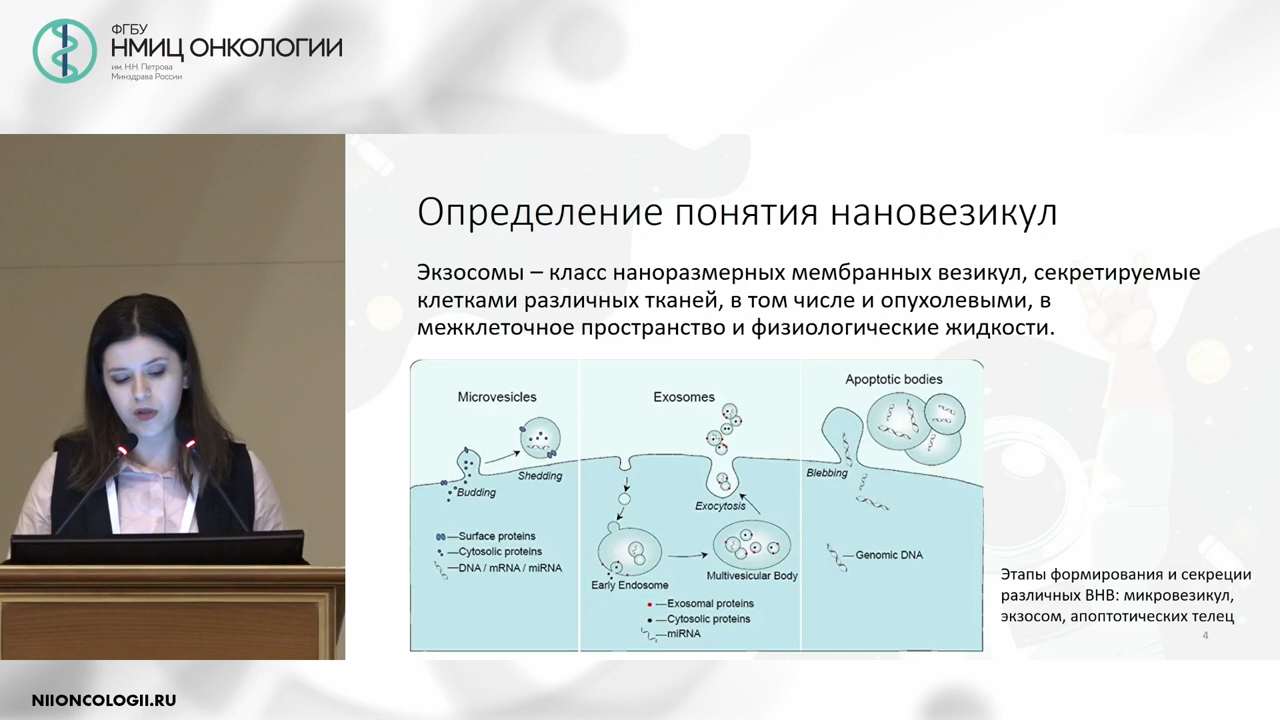 ФГБУ
НМИЦ ОНКОЛОГИИ
им. Н.Н. Петрова
Минздрава России
Определение понятия нановезикул
Экзосомы – класс наноразмерных мембранных везикул, секретируемые
клетками различных тканей, в том числе и опухолевыми, в
межклеточное пространство и физиологические жидкости.
Microvesicles
Shedding
Budding
Surface proteins
Cytosolic proteins
DNA / mRNA / miRNA
Exosomes
Exocytosis
Early Endosome
Multivesicular Body
Exosomal proteins
Cytosolic proteins
miRNA
Apoptotic bodies
Blebbing
Genomic DNA
Этапы формирования и секреции
различных ВНВ: микровезикул,
экзосом, апоптотических телец
4
NIIONCOLOGII.RU